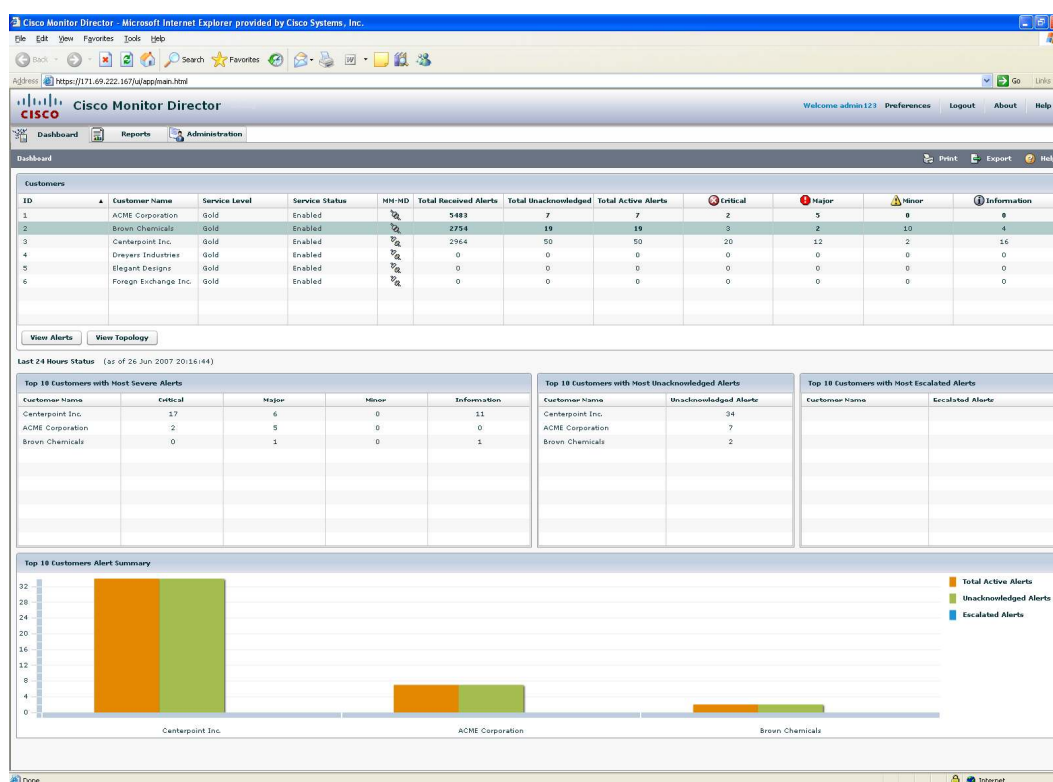 Cisco Monitor Director - Microsoft Internet Explorer provided by Cisco Systems, Inc.
File Edit View Favorites Tools Help
Back Search Favorites
Address https://171.69.222.167/ui/app/main.html Go Links
CISCO Cisco Monitor Director Welcome admin123 Preferences Logout About Help
Dashboard Reports Administration
Dashboard Print Export
Customers
ID Customer Name Service Level Service Status MM-MD Total Received Alerts Total Unacknowledged Total Active Alerts Critical Major Minor Information
1 ACME Corporation Gold Enabled 5483 7 7 2 5 0 0
2 Brown Chemicals Gold Enabled 2754 19 19 3 2 10 4
3 Centerpoint Inc. Gold Enabled 2964 50 50 20 12 2 16
4 Dreyers Industries Gold Enabled 0 0 0 0 0 0 0
5 Elegant Designs Gold Enabled 0 0 0 0 0 0 0
6 Foregn Exchange Inc. Gold Enabled 0 0 0 0 0 0 0
View Alerts View Topology
Last 24 Hours Status (as of 26 Jun 2007 20:16:44)
Top 10 Customers with Most Severe Alerts
Customer Name Critical Major Minor Information
Centerpoint Inc. 17 6 0 11
ACME Corporation 2 5 0 0
Brown Chemicals 0 1 0 1
Top 10 Customers with Most Unacknowledged Alerts
Customer Name Unacknowledged Alerts
Centerpoint Inc. 34
ACME Corporation 7
Brown Chemicals 2
Top 10 Customers with Most Escalated Alerts
Customer Name Escalated Alerts
Top 10 Customers Alert Summary
32
28
24
20
16
12
8
4
0
Centerpoint Inc. ACME Corporation Brown Chemicals
Total Active Alerts
Unacknowledged Alerts
Escalated Alerts
Done Internet